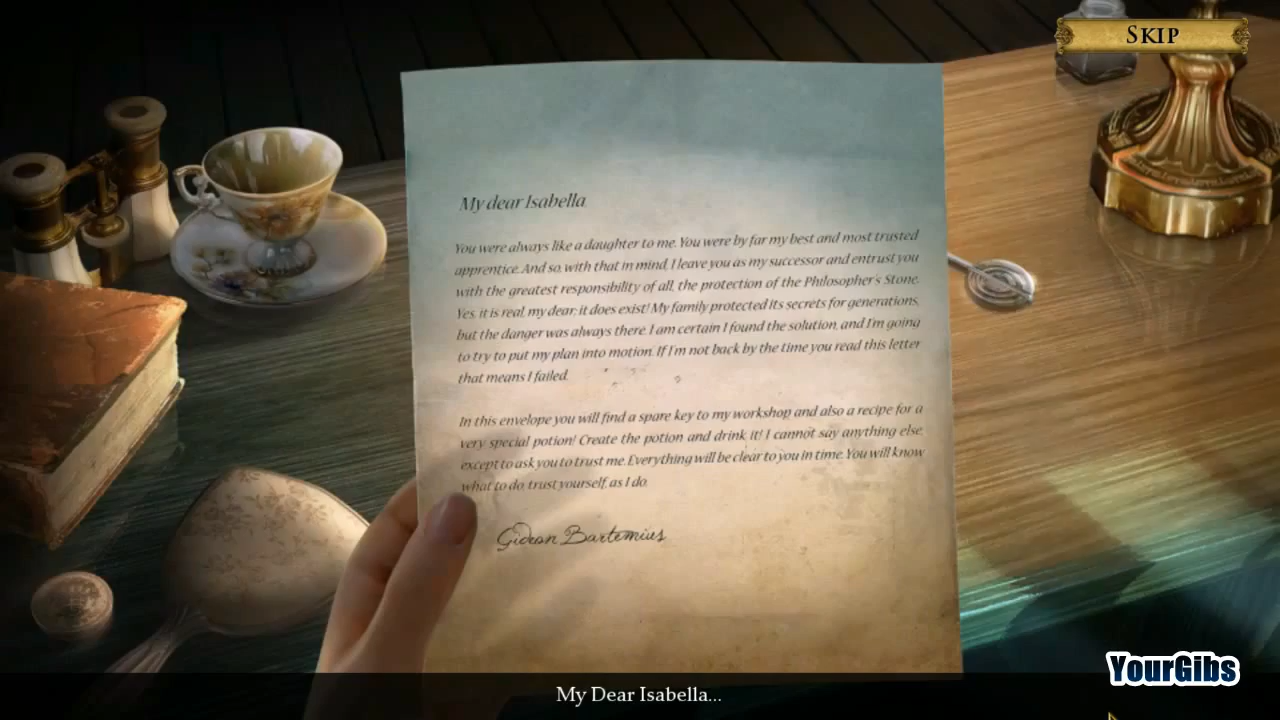 SKIP
My dear Isabella,
You were always like a daughter to me. You were by far my best and most trusted
apprentice. And so, with that in mind, I leave you as my successor and entrust you
with the greatest responsibility of all, the protection of the Philosopher's Stone.
Yes, it is real, my dear; it does exist! My family protected its secrets for generations,
but the danger was always there. I am certain I found the solution, and I'm going
to try to put my plan into motion. If I'm not back by the time you read this letter
that means I failed.
In this envelope you will find a spare key to my workshop and also a recipe for a
very special potion! Create the potion and drink it! I cannot say anything else,
except to ask you to trust me. Everything will be clear to you in time. You will know
what to do, trust yourself, as I do.
Gideon Bartemius
YourGibs
My Dear Isabella...